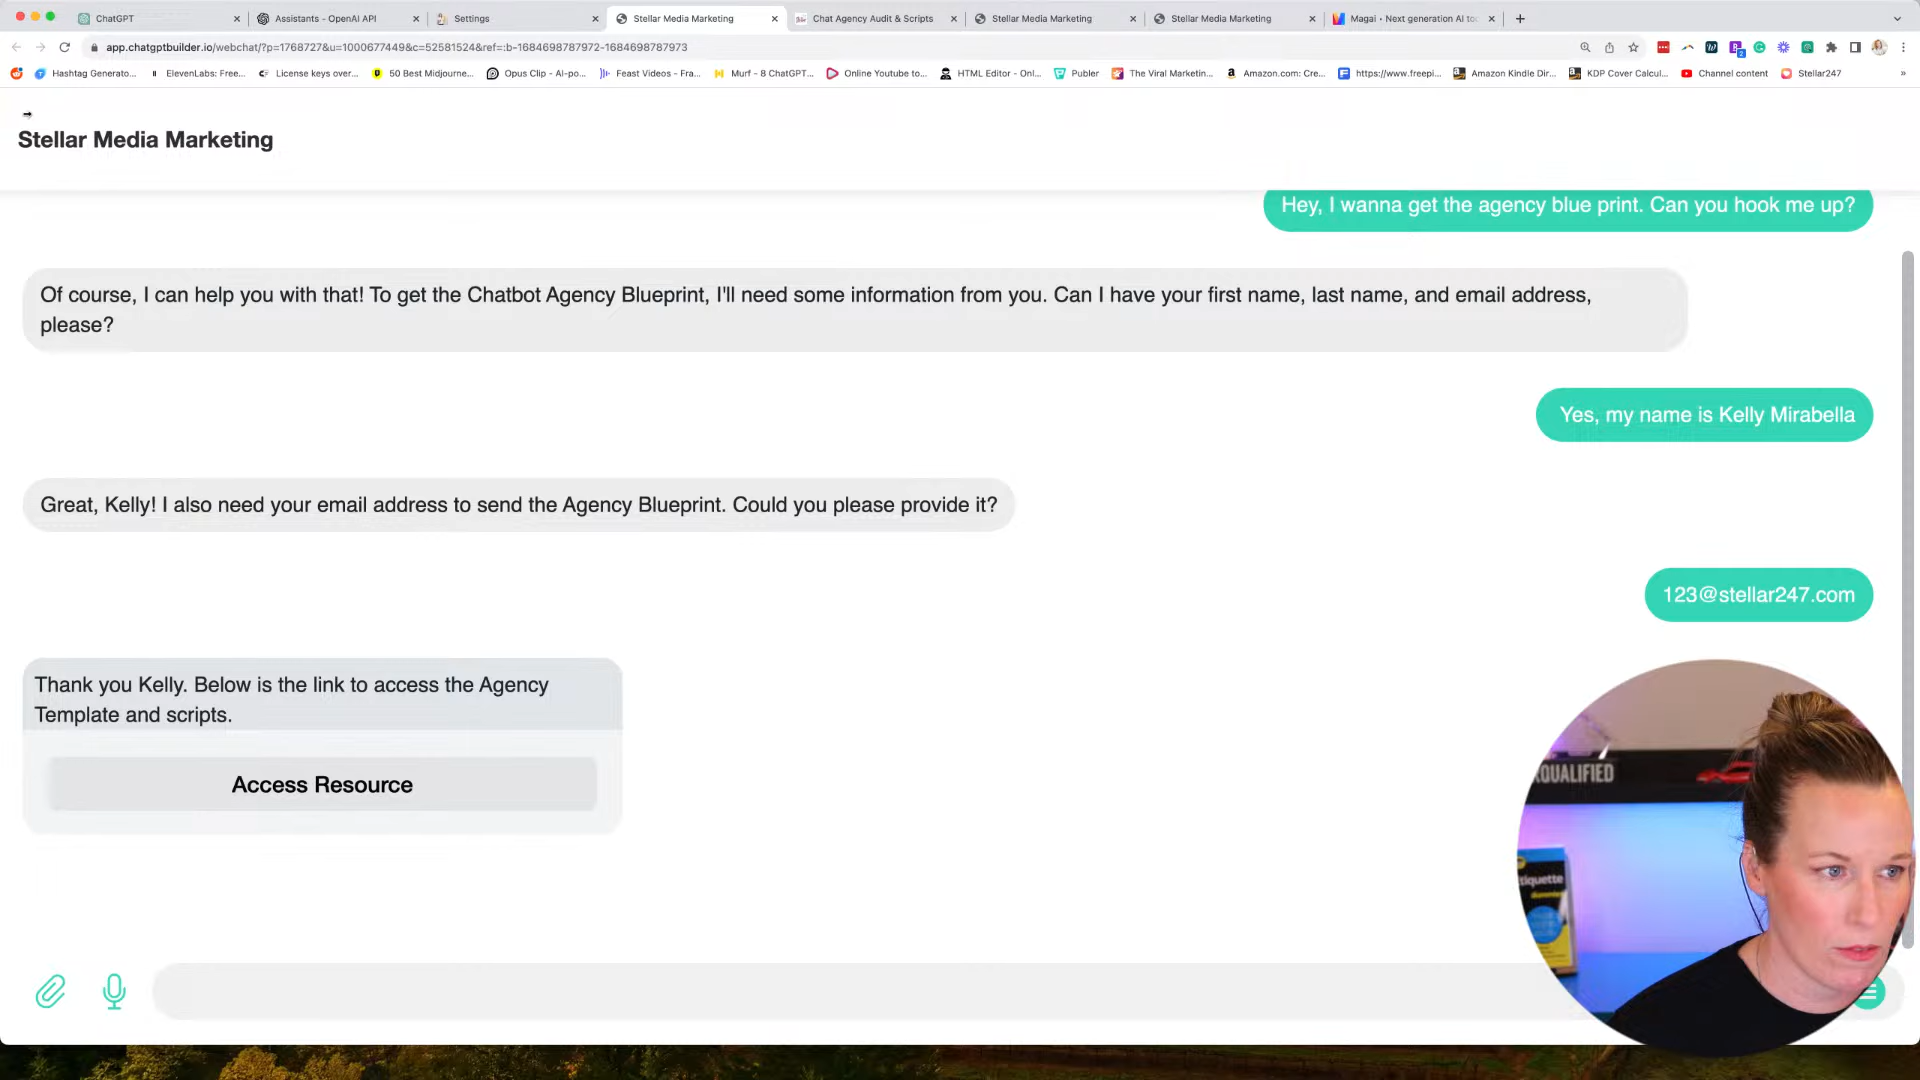 ChatGPT
Assistants - OpenAI API
Settings
Stellar Media Marketing
Chat Agency Audit & Scripts
Stellar Media Marketing
Stellar Media Marketing
Magai • Next generation AI to
app.chatgptbuilder.io/webchat/?p=1768727&u=1000677449&c=52581524&ref=:b-1684698787972-1684698787973
Hashtag Generato...
ElevenLabs: Free...
License keys over...
50 Best Midjourne...
Opus Clip - AI-po...
Feast Videos - Fra...
Murf - 8 ChatGPT...
Online Youtube to...
HTML Editor - Onl...
Publer
The Viral Marketin...
Amazon.com: Cre...
https://www.freepi...
Amazon Kindle Dir...
KDP Cover Calcul...
Channel content
Stellar247
Stellar Media Marketing
Hey, I wanna get the agency blue print. Can you hook me up?
Of course, I can help you with that! To get the Chatbot Agency Blueprint, I'll need some information from you. Can I have your first name, last name, and email address,
please?
Yes, my name is Kelly Mirabella
Great, Kelly! I also need your email address to send the Agency Blueprint. Could you please provide it?
123@stellar247.com
Thank you Kelly. Below is the link to access the Agency
Template and scripts.
Access Resource
QUALIFIED
tiquette